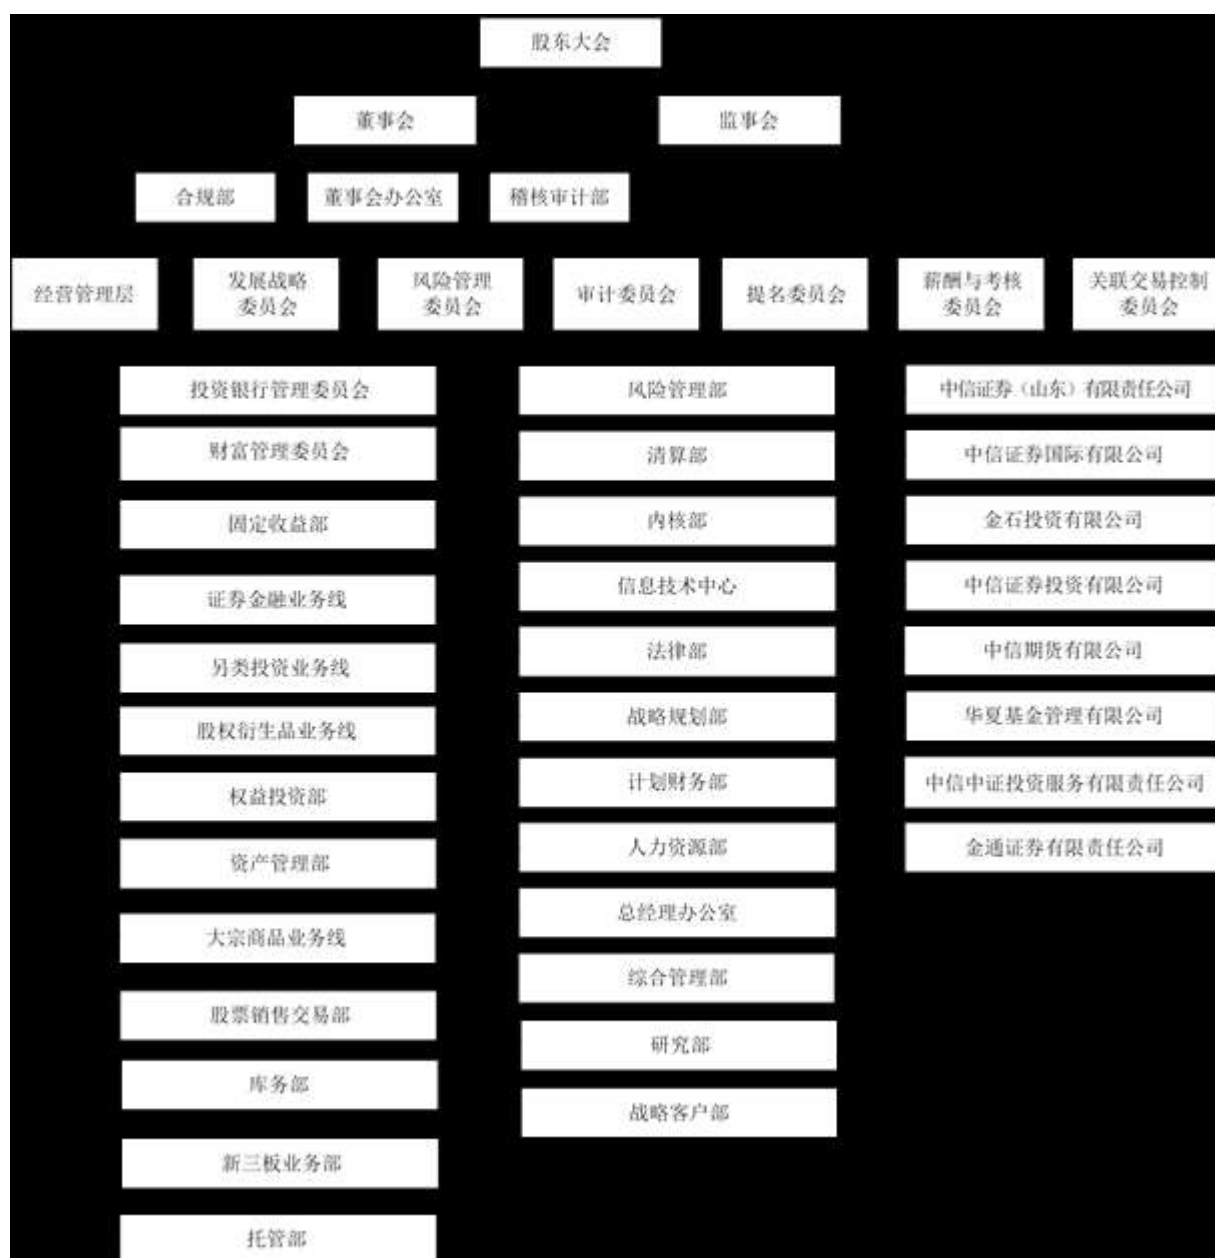 股东大会
董事会
监事会
合规部
董事会办公室
稽核审计部
经营管理层
发展战略
委员会
风险管理
委员会
审计委员会
提名委员会
薪酬与考核
委员会
关联交易控制
委员会
投资银行管理委员会
财富管理委员会
固定收益部
证券金融业务线
另类投资业务线
股权衍生品业务线
权益投资部
资产管理部
大宗商品业务线
股票销售交易部
库务部
新三板业务部
托管部
风险管理部
清算部
内核部
信息技术中心
法律部
战略规划部
计划财务部
人力资源部
总经理办公室
综合管理部
研究部
战略客户部
中信证券（山东）有限责任公司
中信证券国际有限公司
金石投资有限公司
中信证券投资有限公司
中信期货有限公司
华夏基金管理有限公司
中信中证投资服务有限责任公司
金通证券有限责任公司